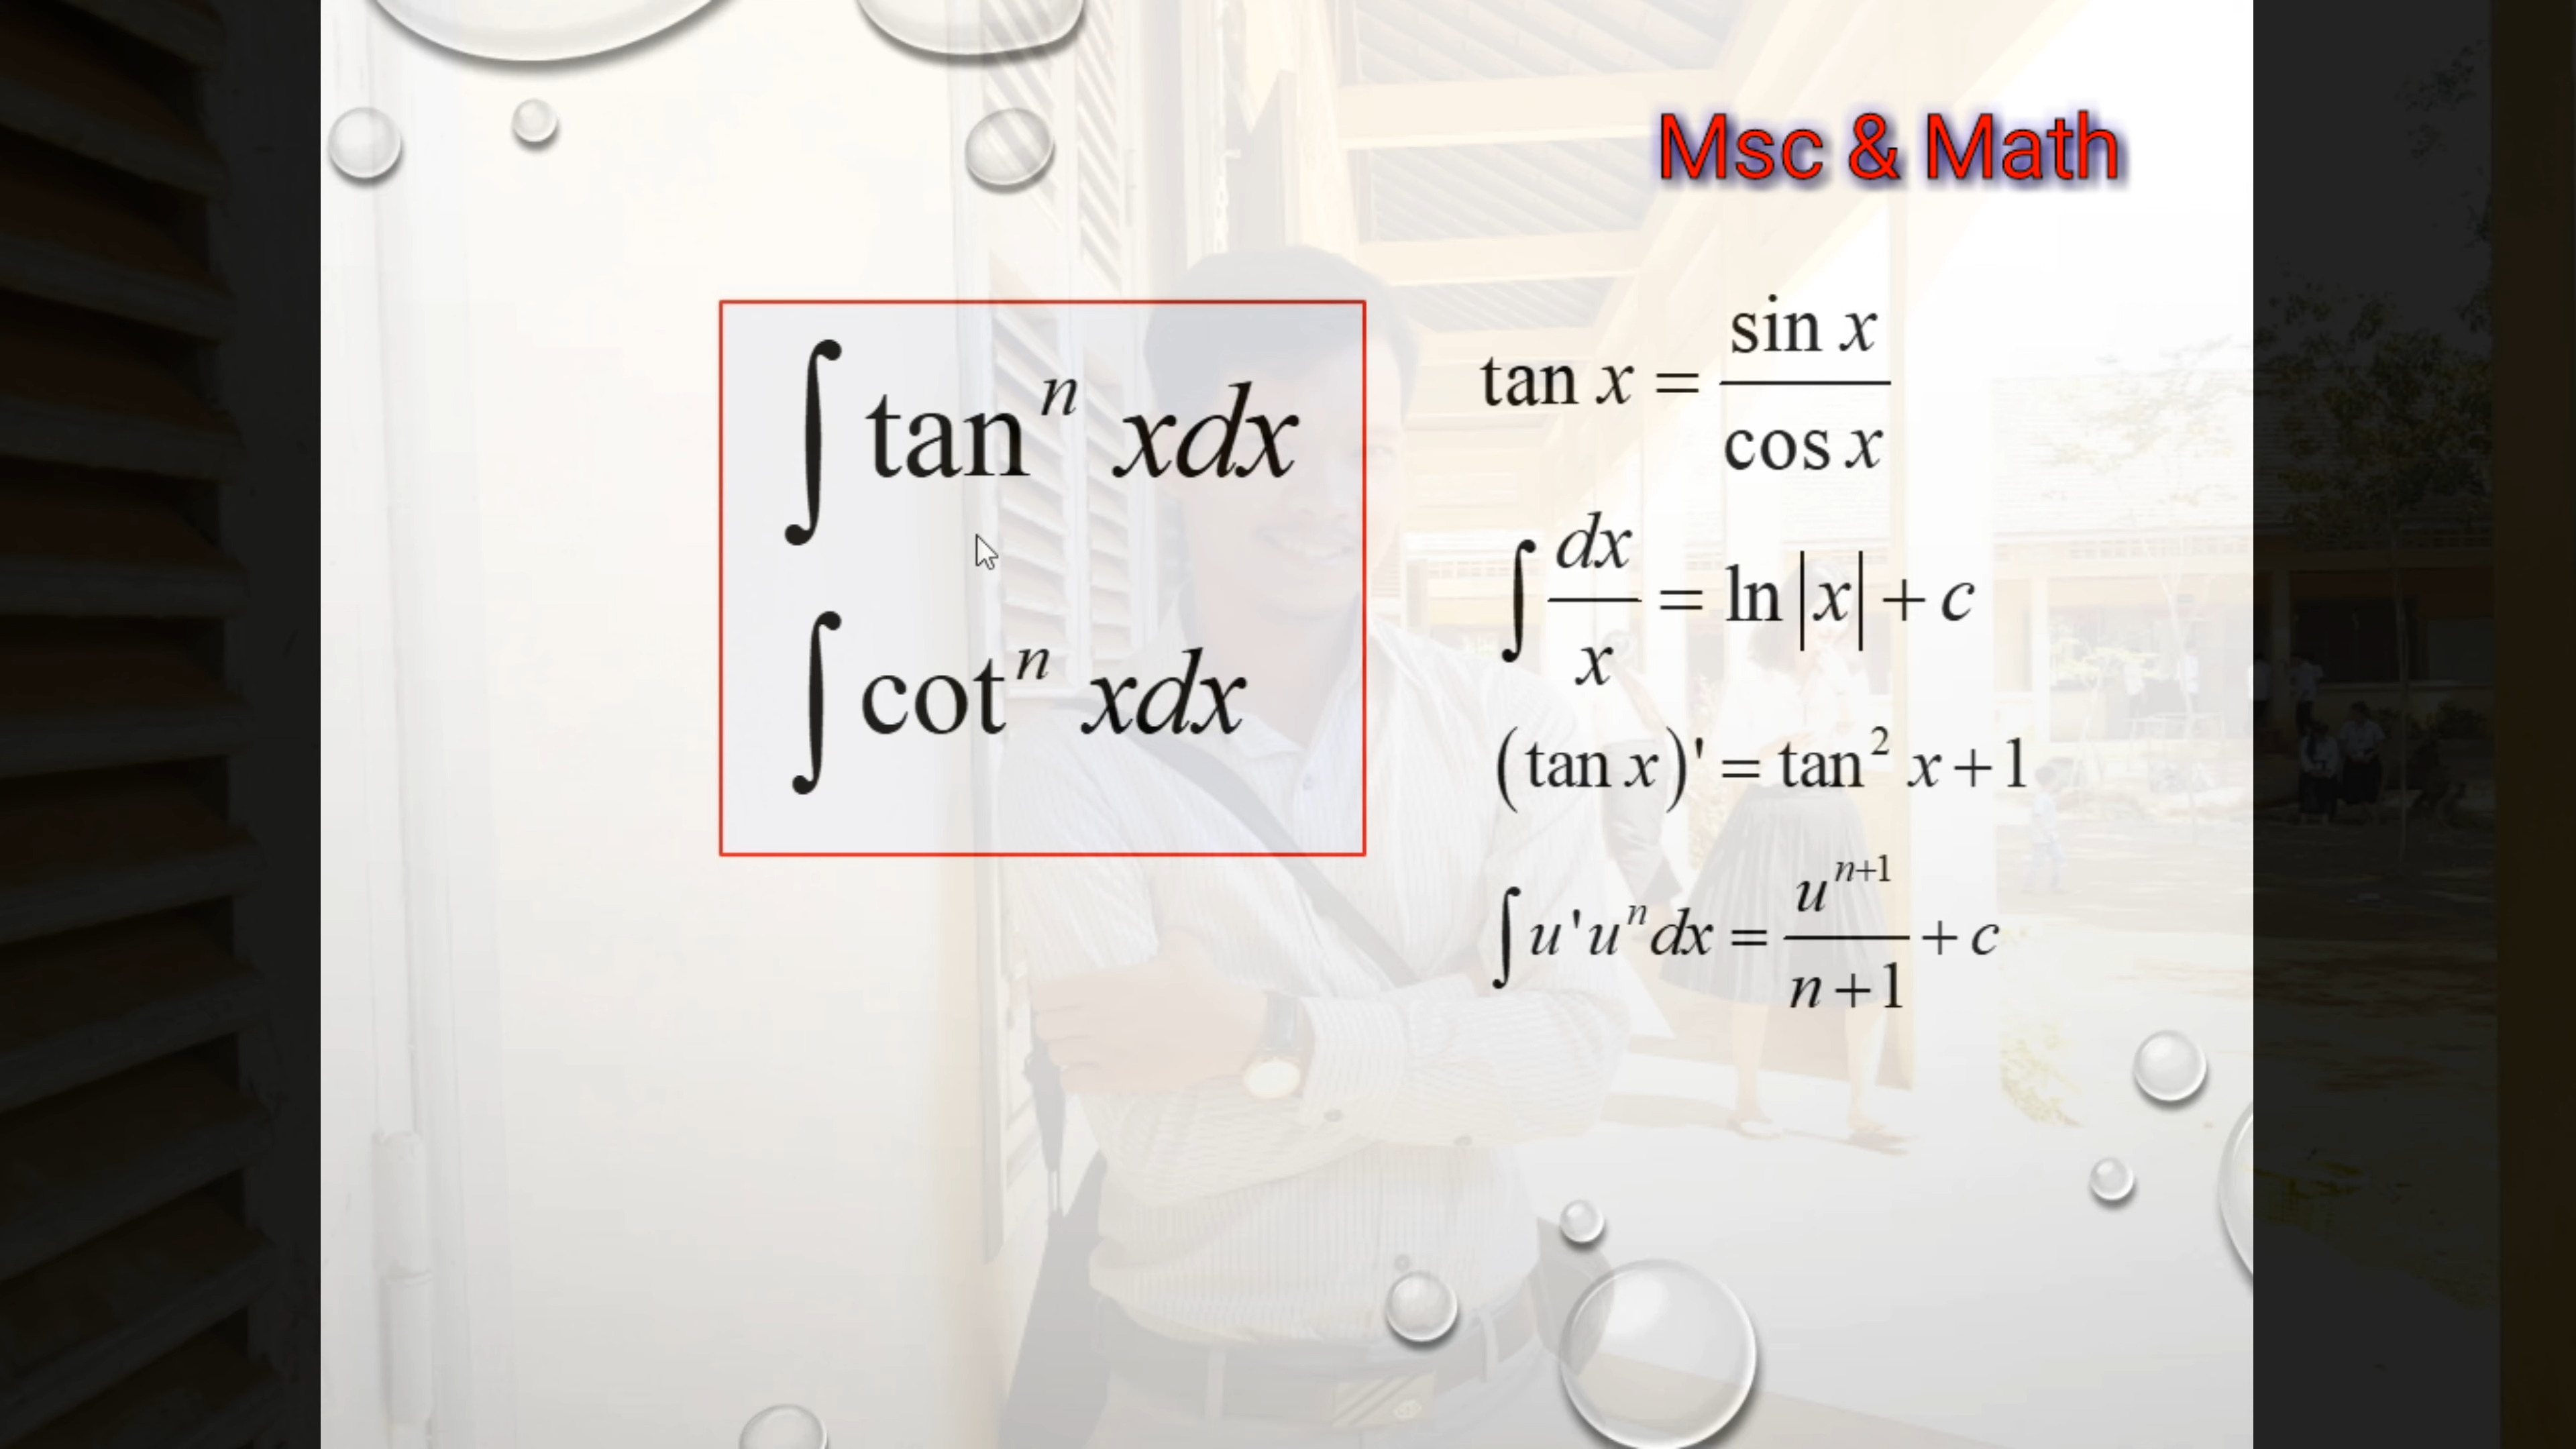 Msc & Math
∫ tanⁿ xdx
∫ cotⁿ xdx
tan x = sin x / cos x
∫ dx / x = ln |x| + c
(tan x)' = tan² x + 1
∫ u'uⁿdx = uⁿ⁺¹ / n + 1 + c